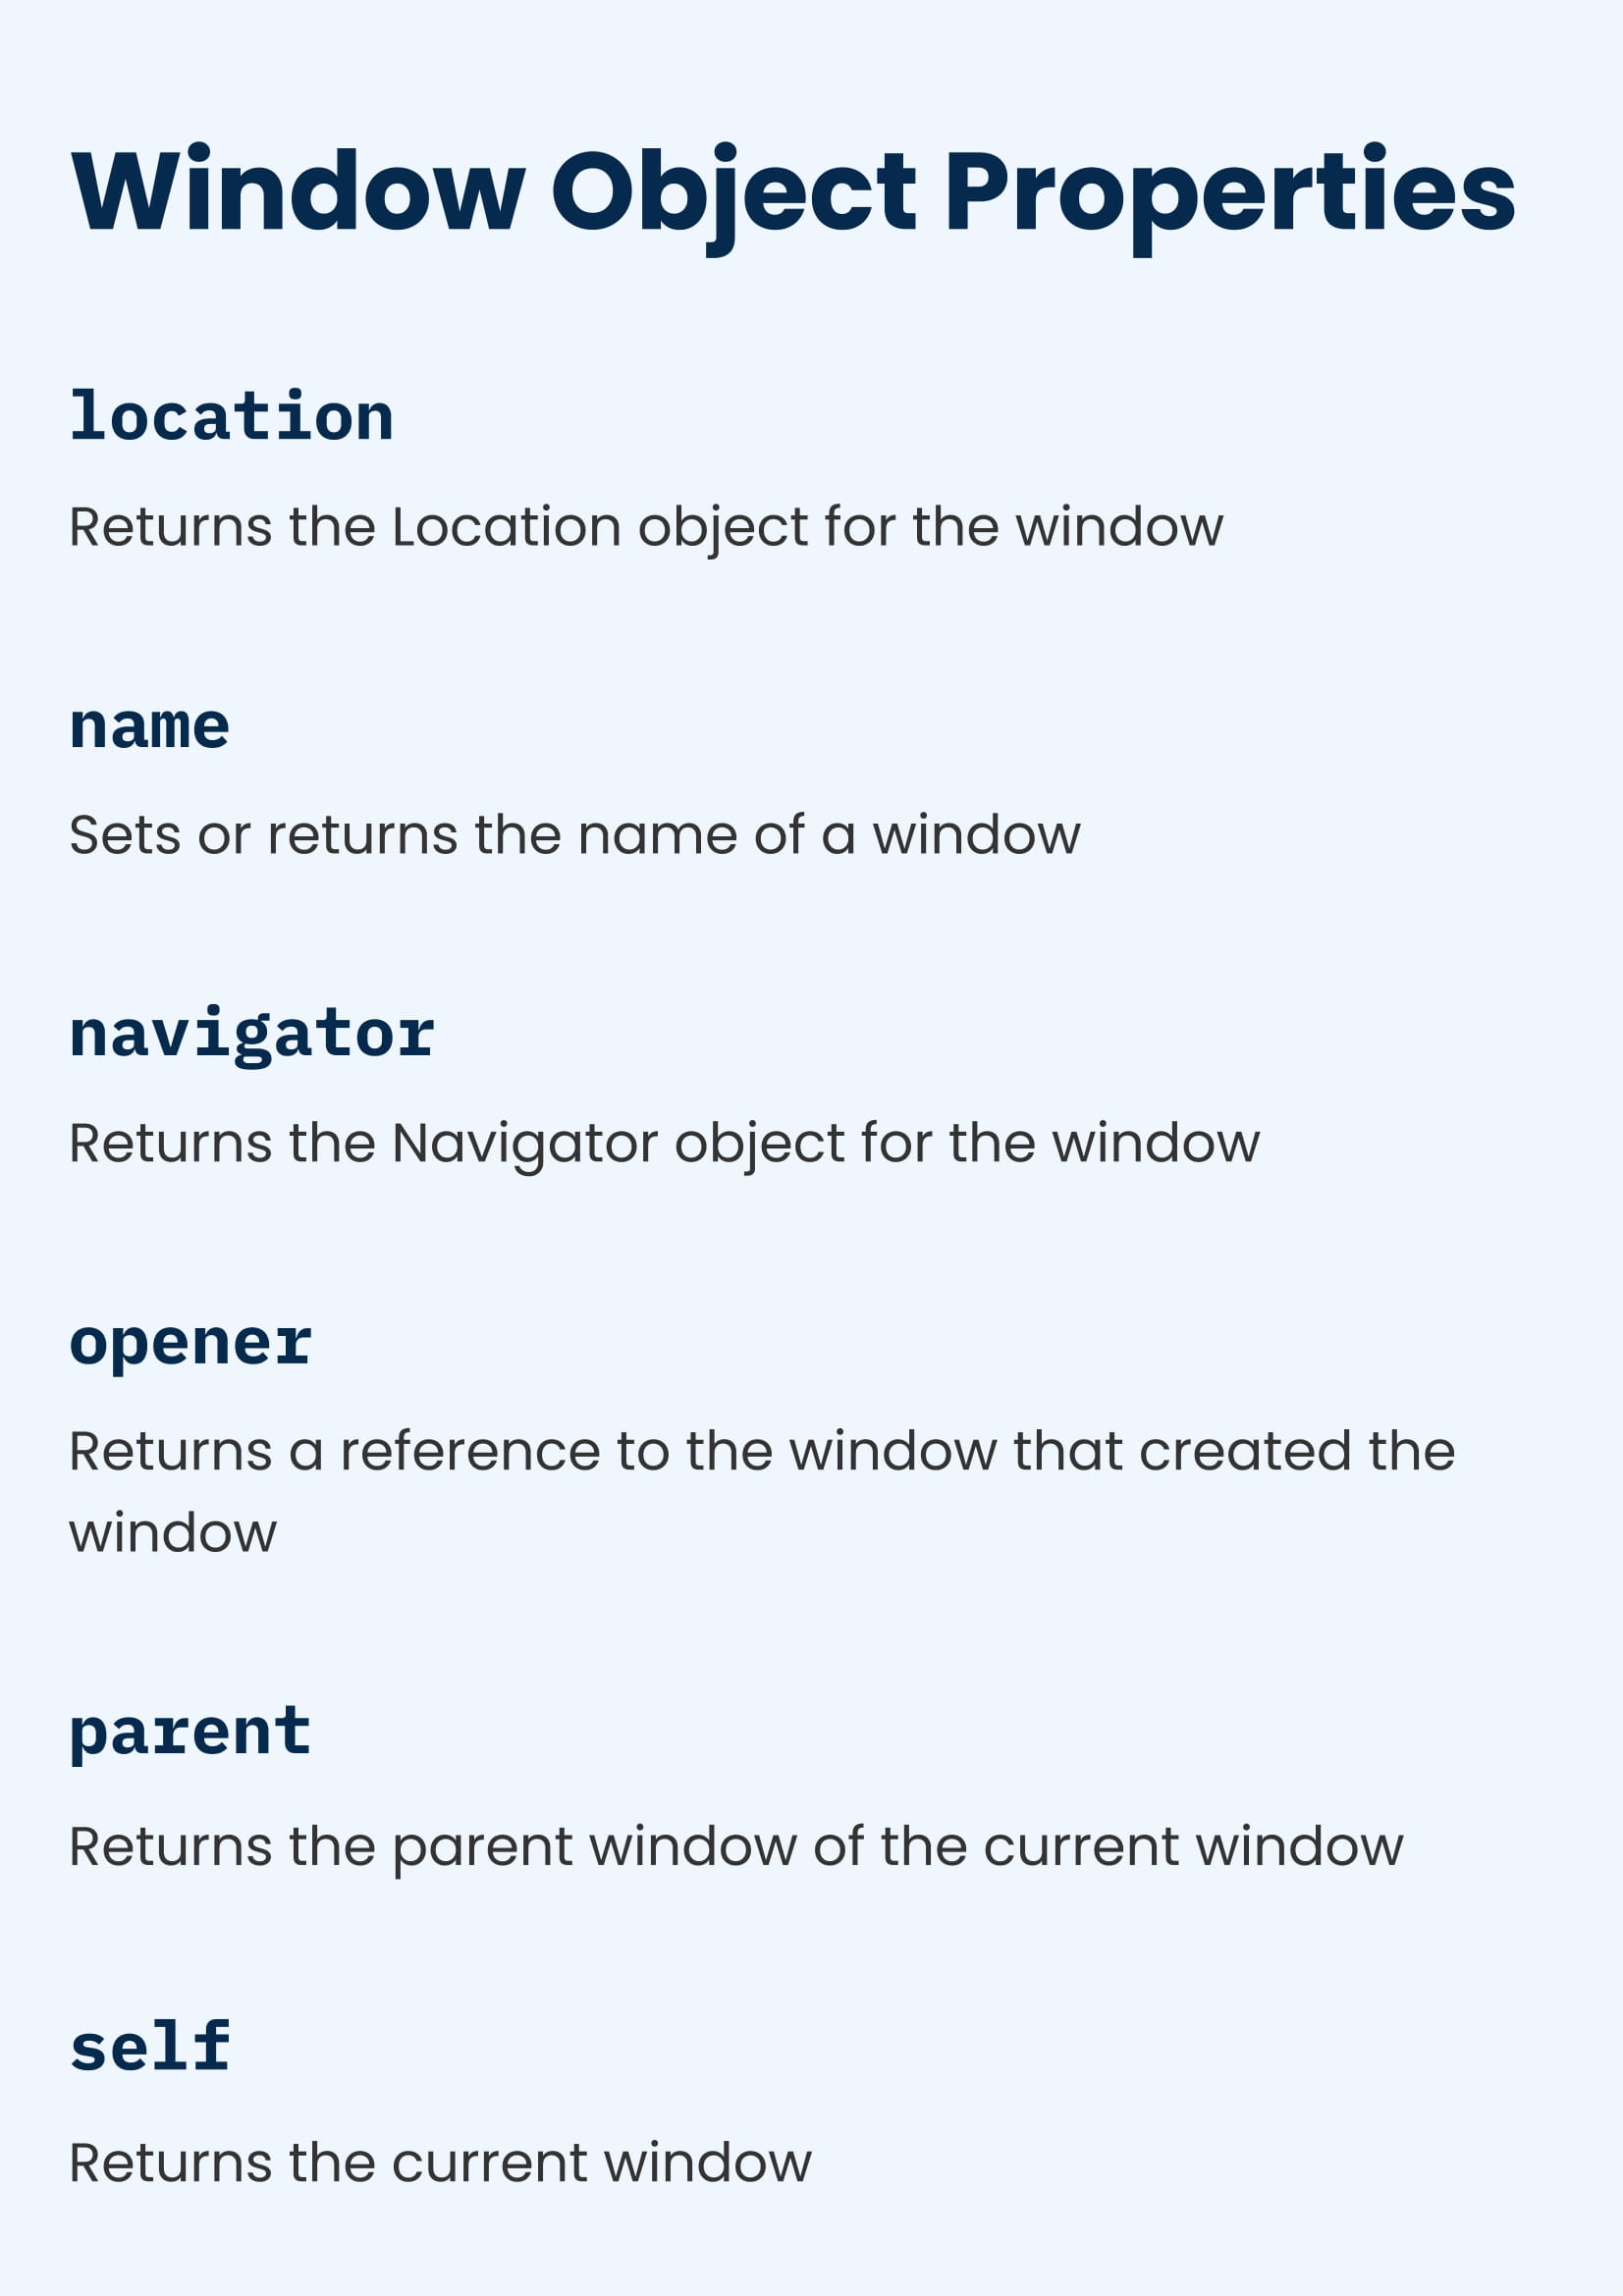 Window Object Properties
location
Returns the Location object for the window
name
Sets or returns the name of a window
navigator
Returns the Navigator object for the window
opener
Returns a reference to the window that created the
window
parent
Returns the parent window of the current window
self
Returns the current window